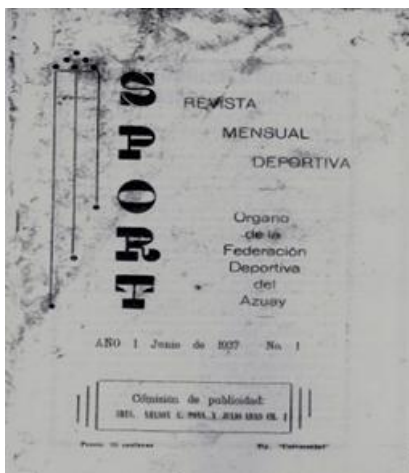 SPORT
REVISTA
MENSUAL
DEPORTIVA
Organo
de la
Federación
Deportiva
del
Azuay
AÑO 1 Junio de 1937 No. 1
Comisión de publicidad: